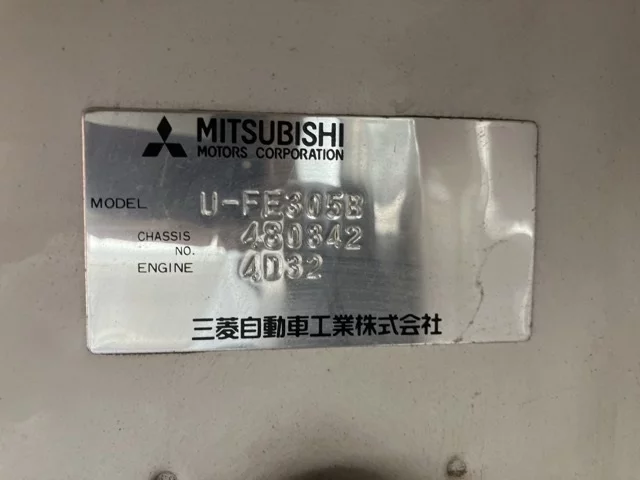 MITSUBISHI
MOTORS CORPORATION
MODEL U-FE305B
CHASSIS NO. 480342
ENGINE 4D32
三菱自動車工業株式会社